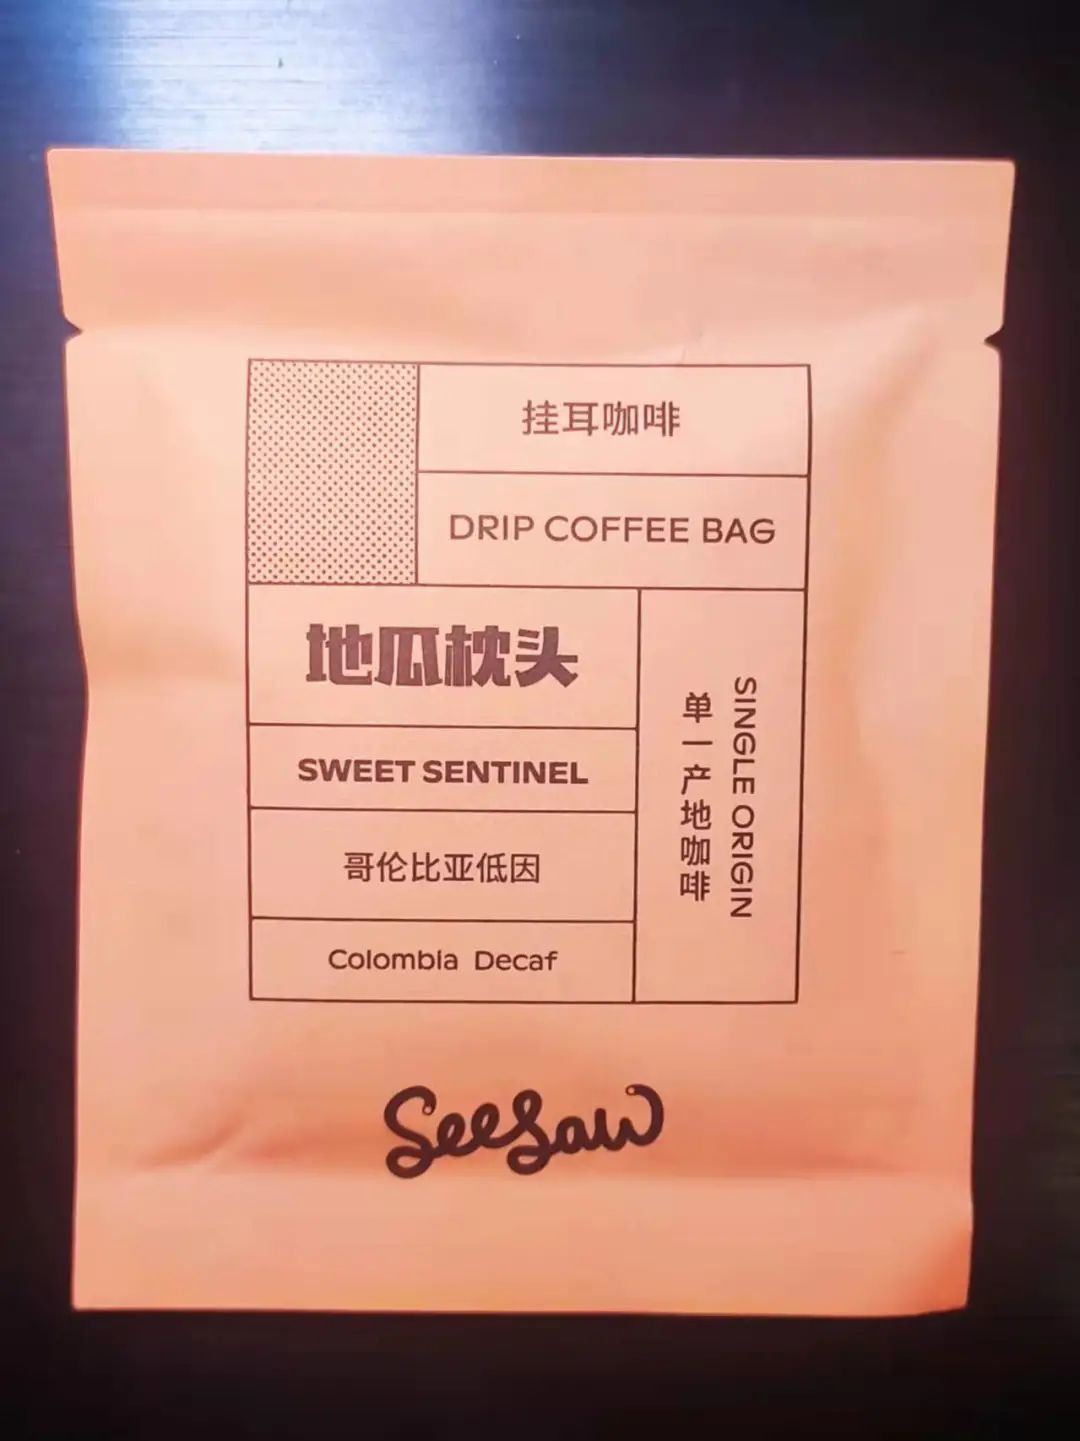 挂耳咖啡
DRIP COFFEE BAG
地瓜枕头
SWEET SENTINEL
哥伦比亚低因
Colombia Decaf
单一产地咖啡
SINGLE ORIGIN
Seesaw